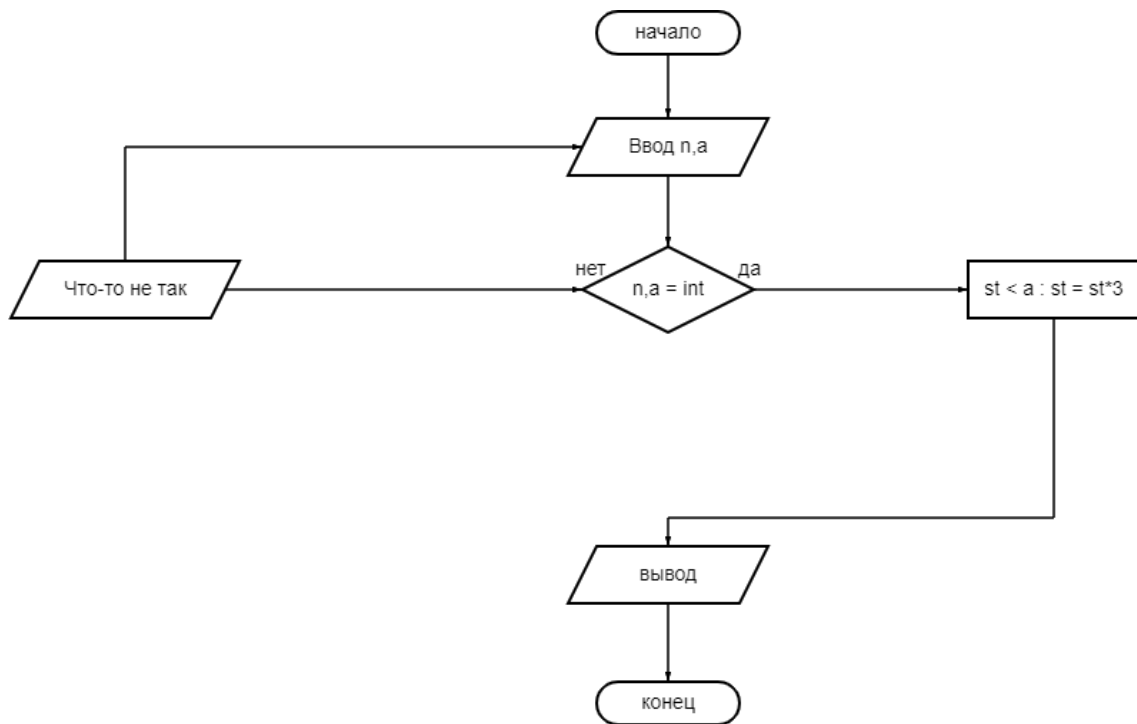 начало
Ввод n,a
нет
да
Что-то не так
n,a = int
st < a : st = st*3
вывод
конец